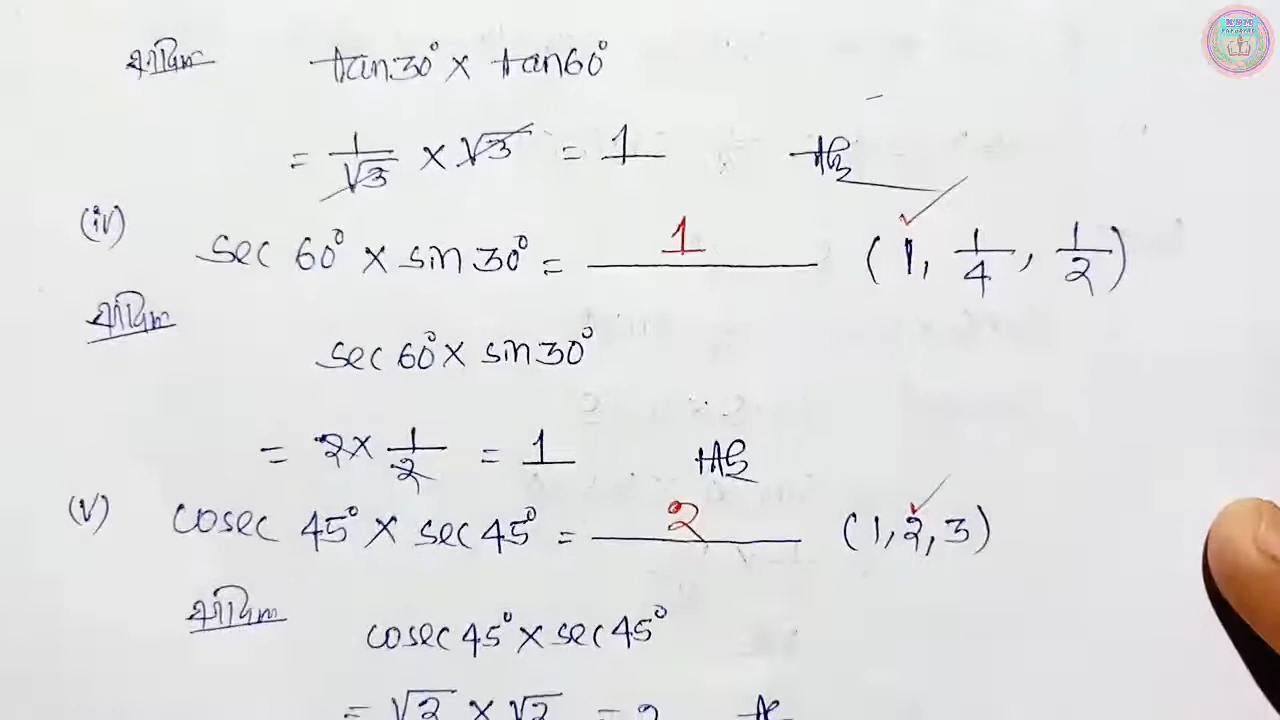 tan30° × tan60°
= 1/√3 × √3 = 1
(iv) sec 60° × sin 30° = 1 (1, 1/4, 1/2)
sec 60° × sin 30°
= 2 × 1/2 = 1
(v) cosec 45° × sec 45° = 2 (1, 2, 3)
cosec 45° × sec 45°
= √2 × √2 = 2